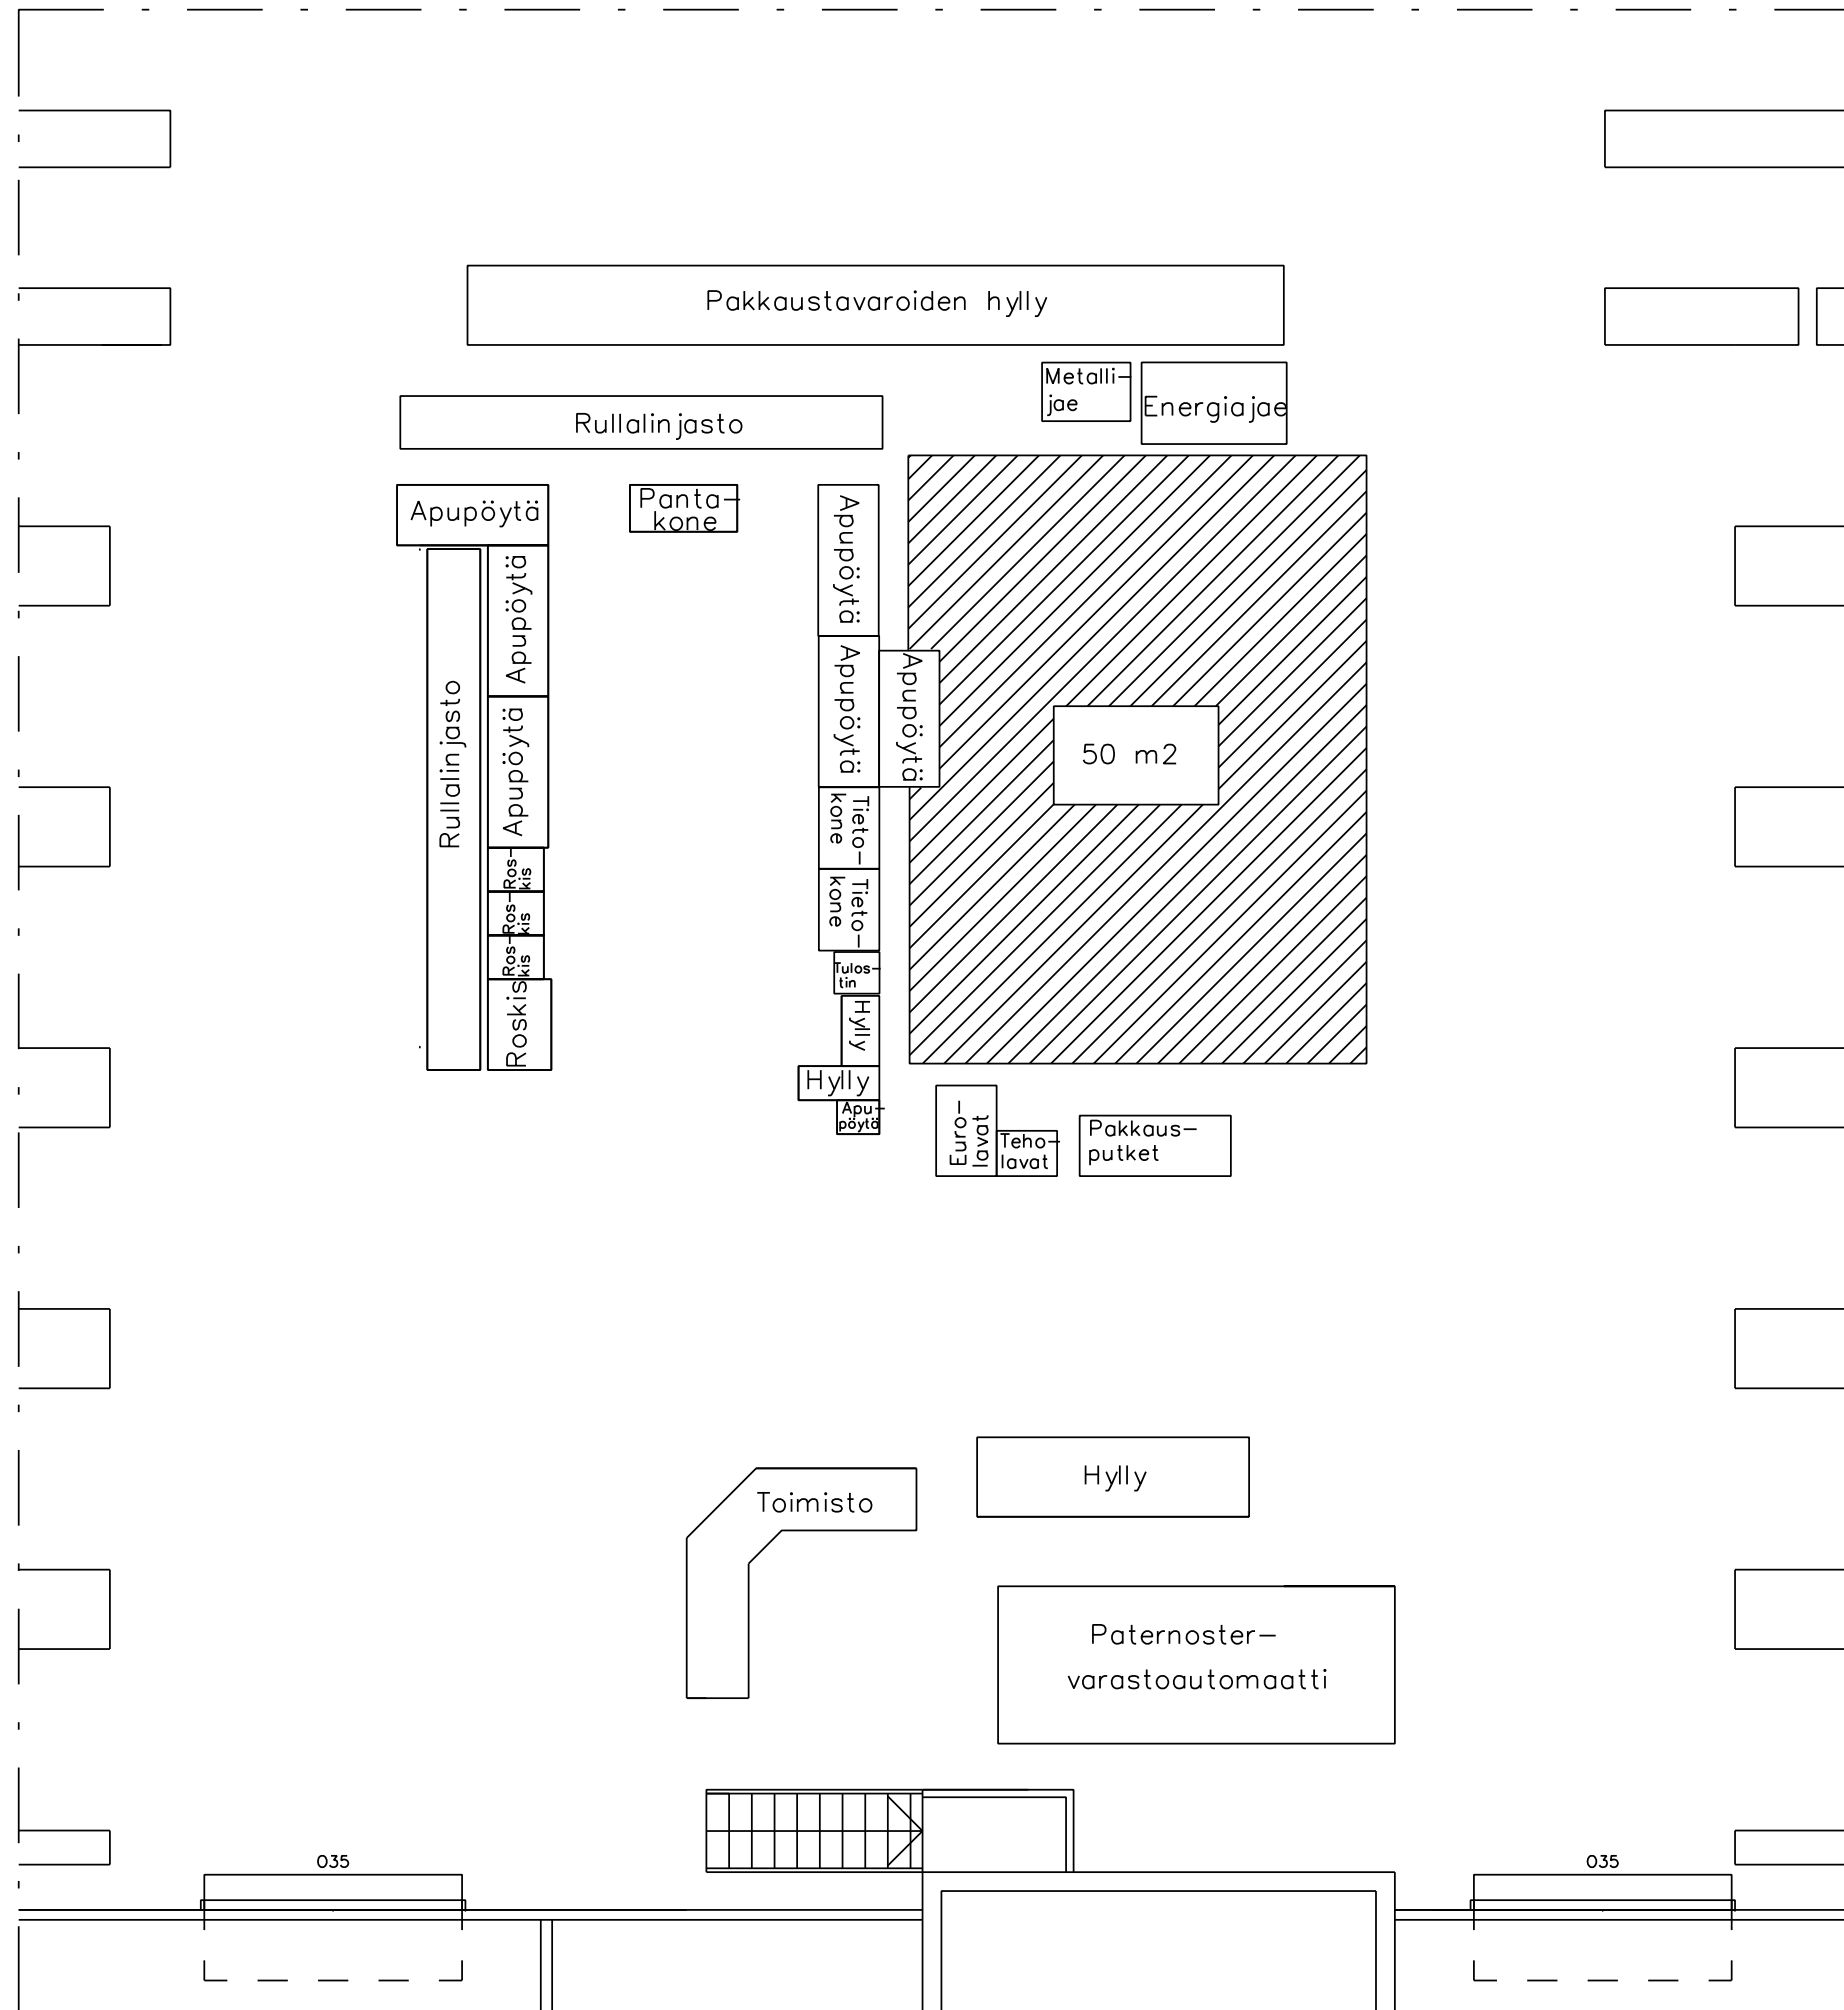 Pakkaustavaroiden hylly
Metalli-
jae
Energiajae
Rullalinjasto
Apupöytä
Panta-
kone
Apupöytä
Apupöytä
Apupöytä
Apupöytä
Apupöytä
Rullalinjasto
50 m2
Tieto-
kone
Tieto-
kone
Ros-
kis
Ros-
kis
Ros-
kis
Rooskis
Tulos-
tin
Hylly
Hylly
Apu-
pöytä
Euro-
lavat
Teho-
lavat
Pakkaus-
putket
Hylly
Toimisto
Paternoster-
varastoautomaatti
035
035